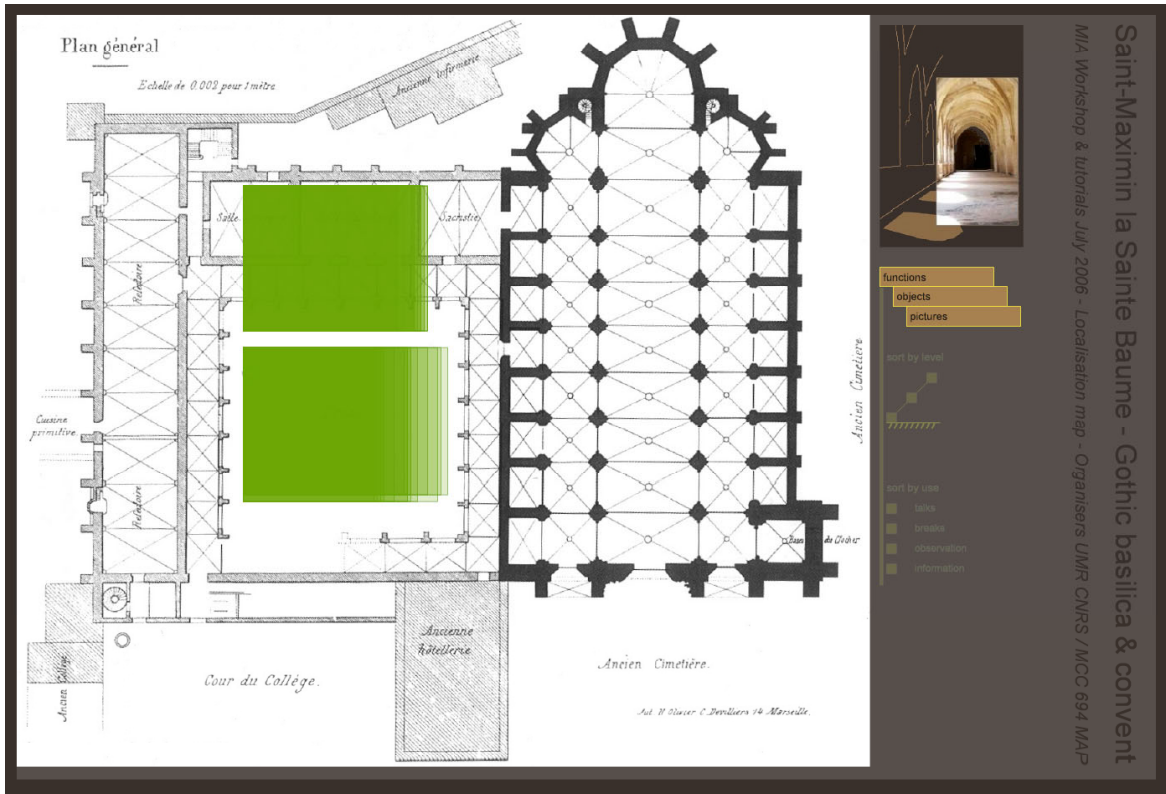 Plan général
Echelle de 0.002 pour 1 mètre
Ancienne Infirmerie
Salle
Sacristie
Refectoire
Cuisine
primitive
Refectoire
Ancien Cimetière.
du Clocher
Ancienne
hôtellerie
Ancien Collège
Cour du Collège.
Ancien Cimetière.
functions
objects
pictures
sort by level
sort by use
talks
breaks
observation
information
Saint-Maximin la Sainte Baume - Gothic basilica & convent
MIA Workshop & tutorials July 2006 - Localisation map - Organisers UMR CNRS / MCC 694 MAP